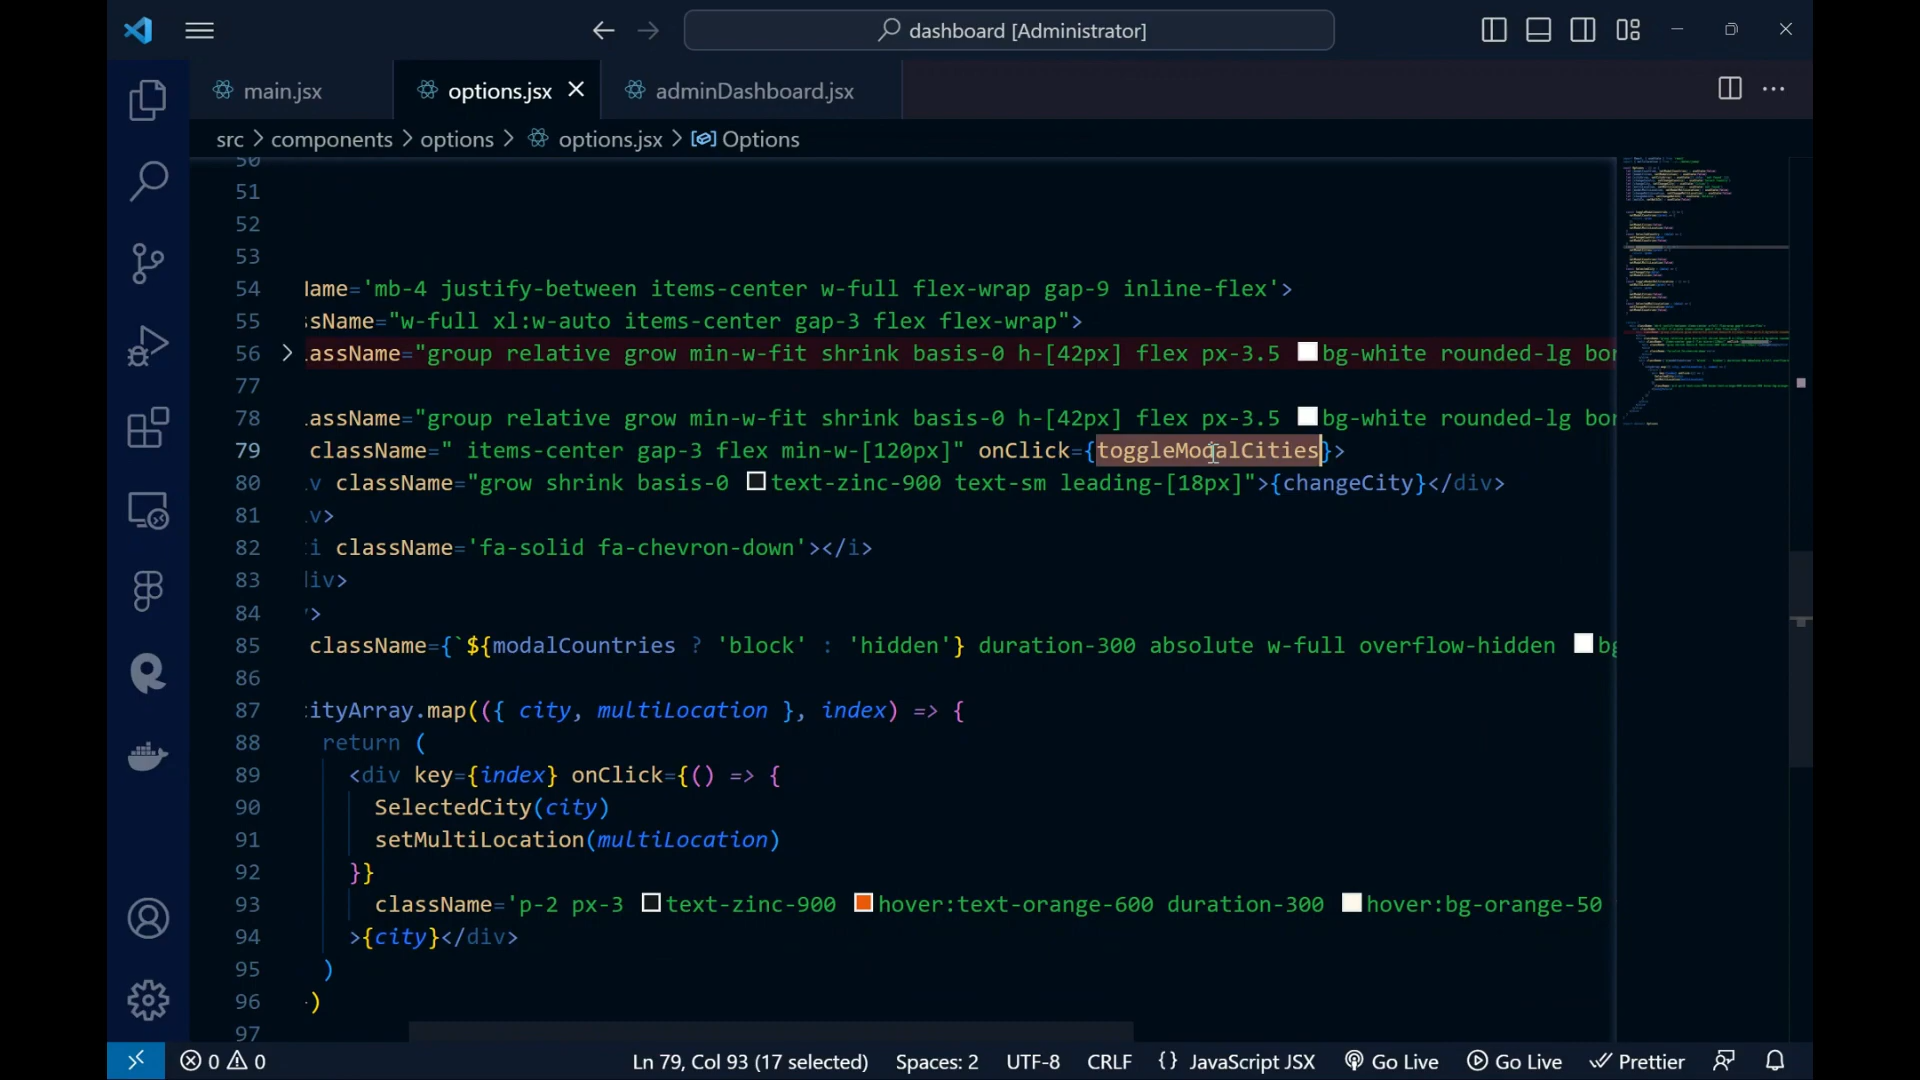 dashboard [Administrator]
main.jsx
options.jsx
adminDashboard.jsx
src > components > options > options.jsx > Options
50
51
52
53
54 lame='mb-4 justify-between items-center w-full flex-wrap gap-9 inline-flex'>
55 sName="w-full xl:w-auto items-center gap-3 flex flex-wrap">
56 assName="group relative grow min-w-fit shrink basis-0 h-[42px] flex px-3.5 bg-white rounded-lg bor
77
78 assName="group relative grow min-w-fit shrink basis-0 h-[42px] flex px-3.5 bg-white rounded-lg bor
79 className=" items-center gap-3 flex min-w-[120px]" onClick={toggleModalCities}>
80 v className="grow shrink basis-0 text-zinc-900 text-sm leading-[18px]">{changeCity}</div>
81 v>
82 i className='fa-solid fa-chevron-down'></i>
83 div>
84 >
85 className={`${modalCountries ? 'block' : 'hidden'} duration-300 absolute w-full overflow-hidden bg
86
87 ityArray.map(({ city, multiLocation }, index) => {
88 return (
89 <div key={index} onClick={() => {
90 SelectedCity(city)
91 setMultiLocation(multiLocation)
92 }}
93 className='p-2 px-3 text-zinc-900 hover:text-orange-600 duration-300 hover:bg-orange-50
94 >{city}</div>
95 )
96 )
97
0 0 Ln 79, Col 93 (17 selected) Spaces: 2 UTF-8 CRLF {} JavaScript JSX Go Live Go Live Prettier